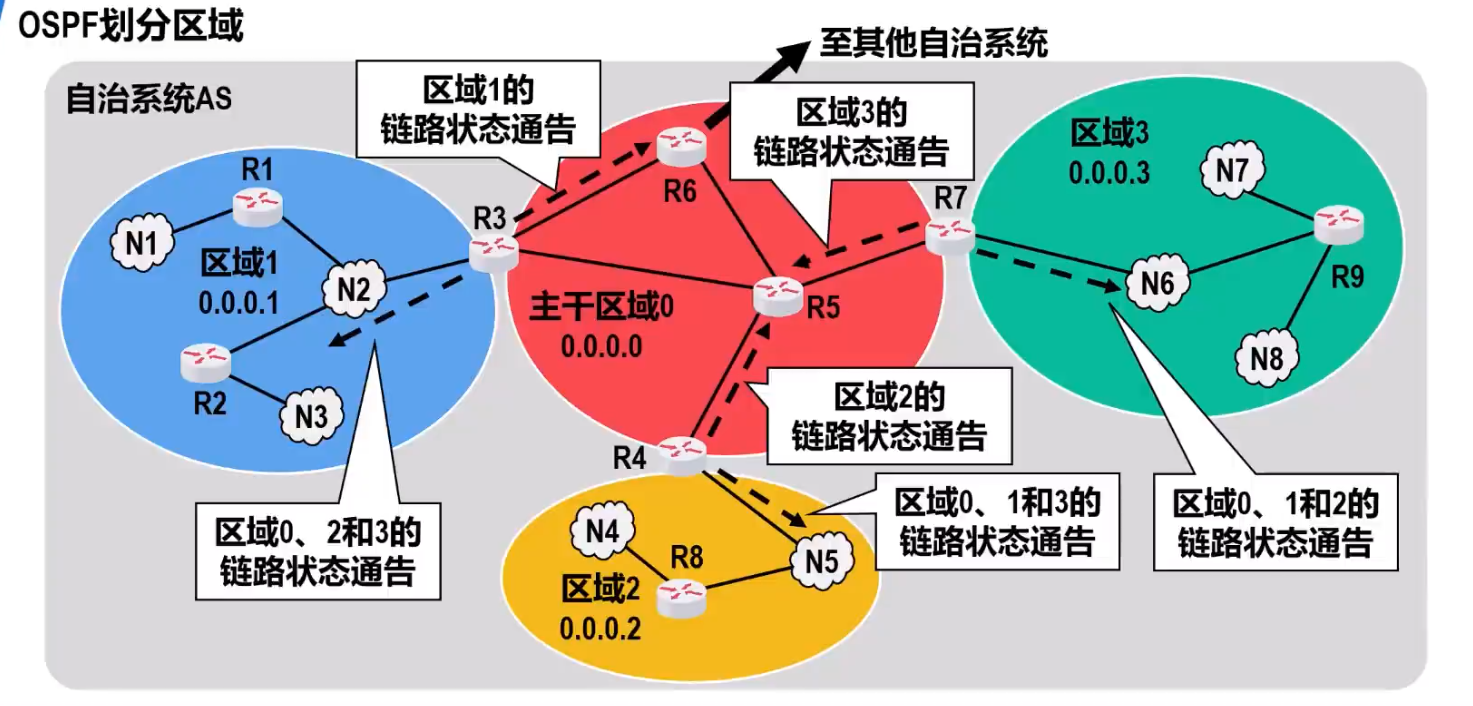 OSPF划分区域
至其他自治系统
自治系统AS
区域1的
链路状态通告
区域3的
链路状态通告
区域3
0.0.0.3
R1
N1
区域1
0.0.0.1
N2
R2
N3
R3
R6
主干区域0
0.0.0.0
R5
R7
N7
N6
R9
N8
区域2的
链路状态通告
R4
区域0、2和3的
链路状态通告
N4
R8
N5
区域2
0.0.0.2
区域0、1和3的
链路状态通告
区域0、1和2的
链路状态通告